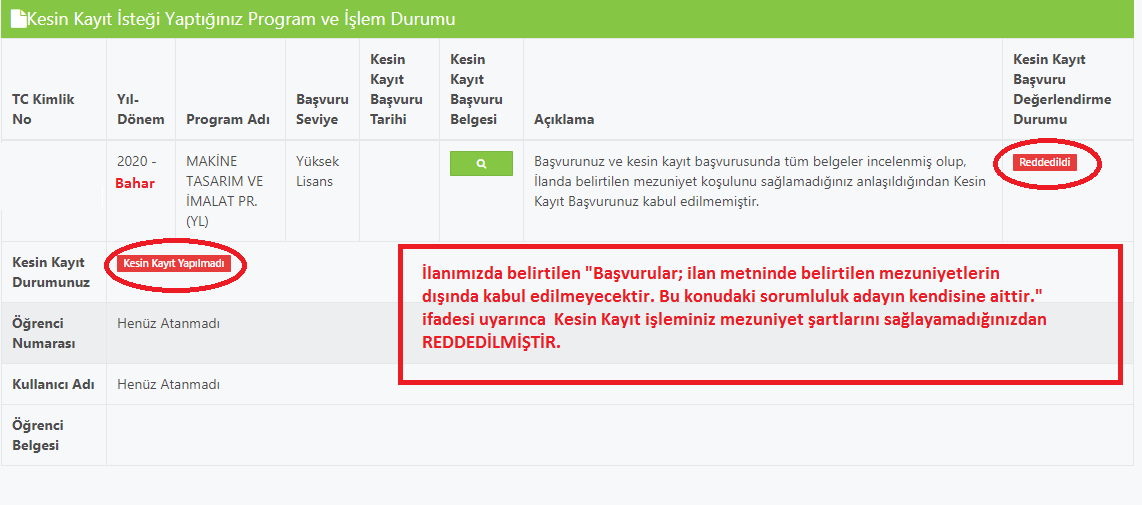 Kesin Kayıt İsteği Yaptığınız Program ve İşlem Durumu
TC Kimlik
No
Yıl-
Dönem
Program Adı
Başvuru
Seviye
Kesin
Kayıt
Başvuru
Tarihi
Kesin
Kayıt
Başvuru
Belgesi
Açıklama
Kesin Kayıt
Başvuru
Değerlendirme
Durumu
2020 -
Bahar
MAKİNE
TASARIM VE
İMALAT PR.
(YL)
Yüksek
Lisans
Başvurunuz ve kesin kayıt başvurusunda tüm belgeler incelenmiş olup,
İlanda belirtilen mezuniyet koşulunu sağlamadığınız anlaşıldığından Kesin
Kayıt Başvurunuz kabul edilmemiştir.
Reddedildi
Kesin Kayıt
Durumunuz
Kesin Kayıt Yapılmadı
İlanımızda belirtilen "Başvurular; ilan metninde belirtilen mezuniyetlerin
dışında kabul edilmeyecektir. Bu konudaki sorumluluk adayın kendisine aittir."
ifadesi uyarınca Kesin Kayıt işleminiz mezuniyet şartlarını sağlayamadığınızdan
REDDEDİLMİŞTİR.
Öğrenci
Numarası
Henüz Atanmadı
Kullanıcı Adı
Henüz Atanmadı
Öğrenci
Belgesi